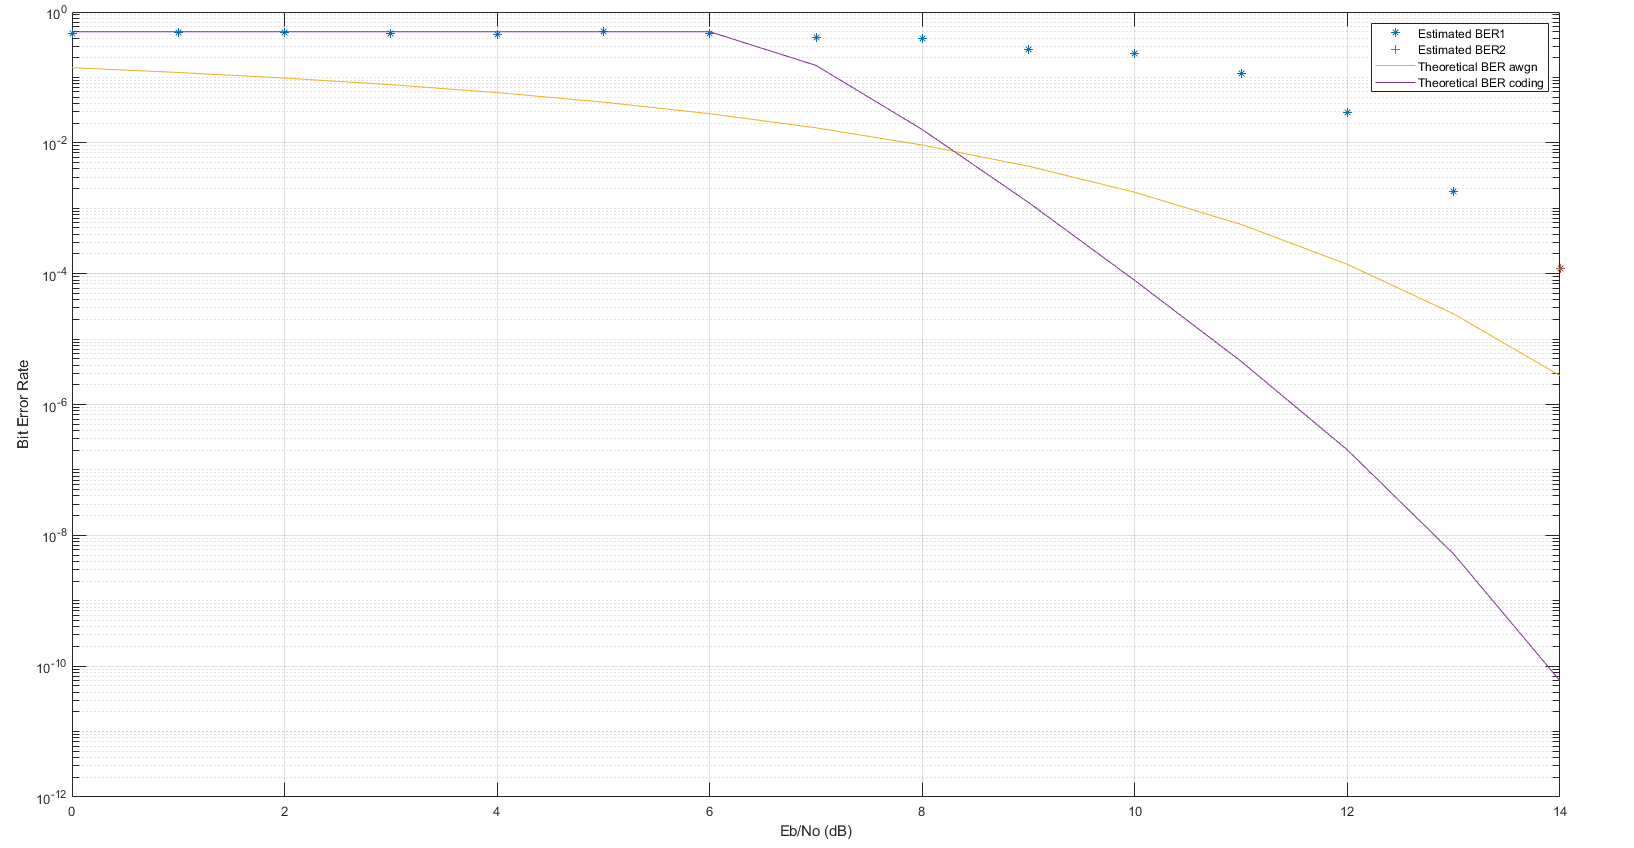 10^0
10^-2
10^-4
10^-6
10^-8
10^-10
10^-12
Bit Error Rate
0 2 4 6 8 10 12 14
Eb/No (dB)
Estimated BER1
Estimated BER2
Theoretical BER awgn
Theoretical BER coding